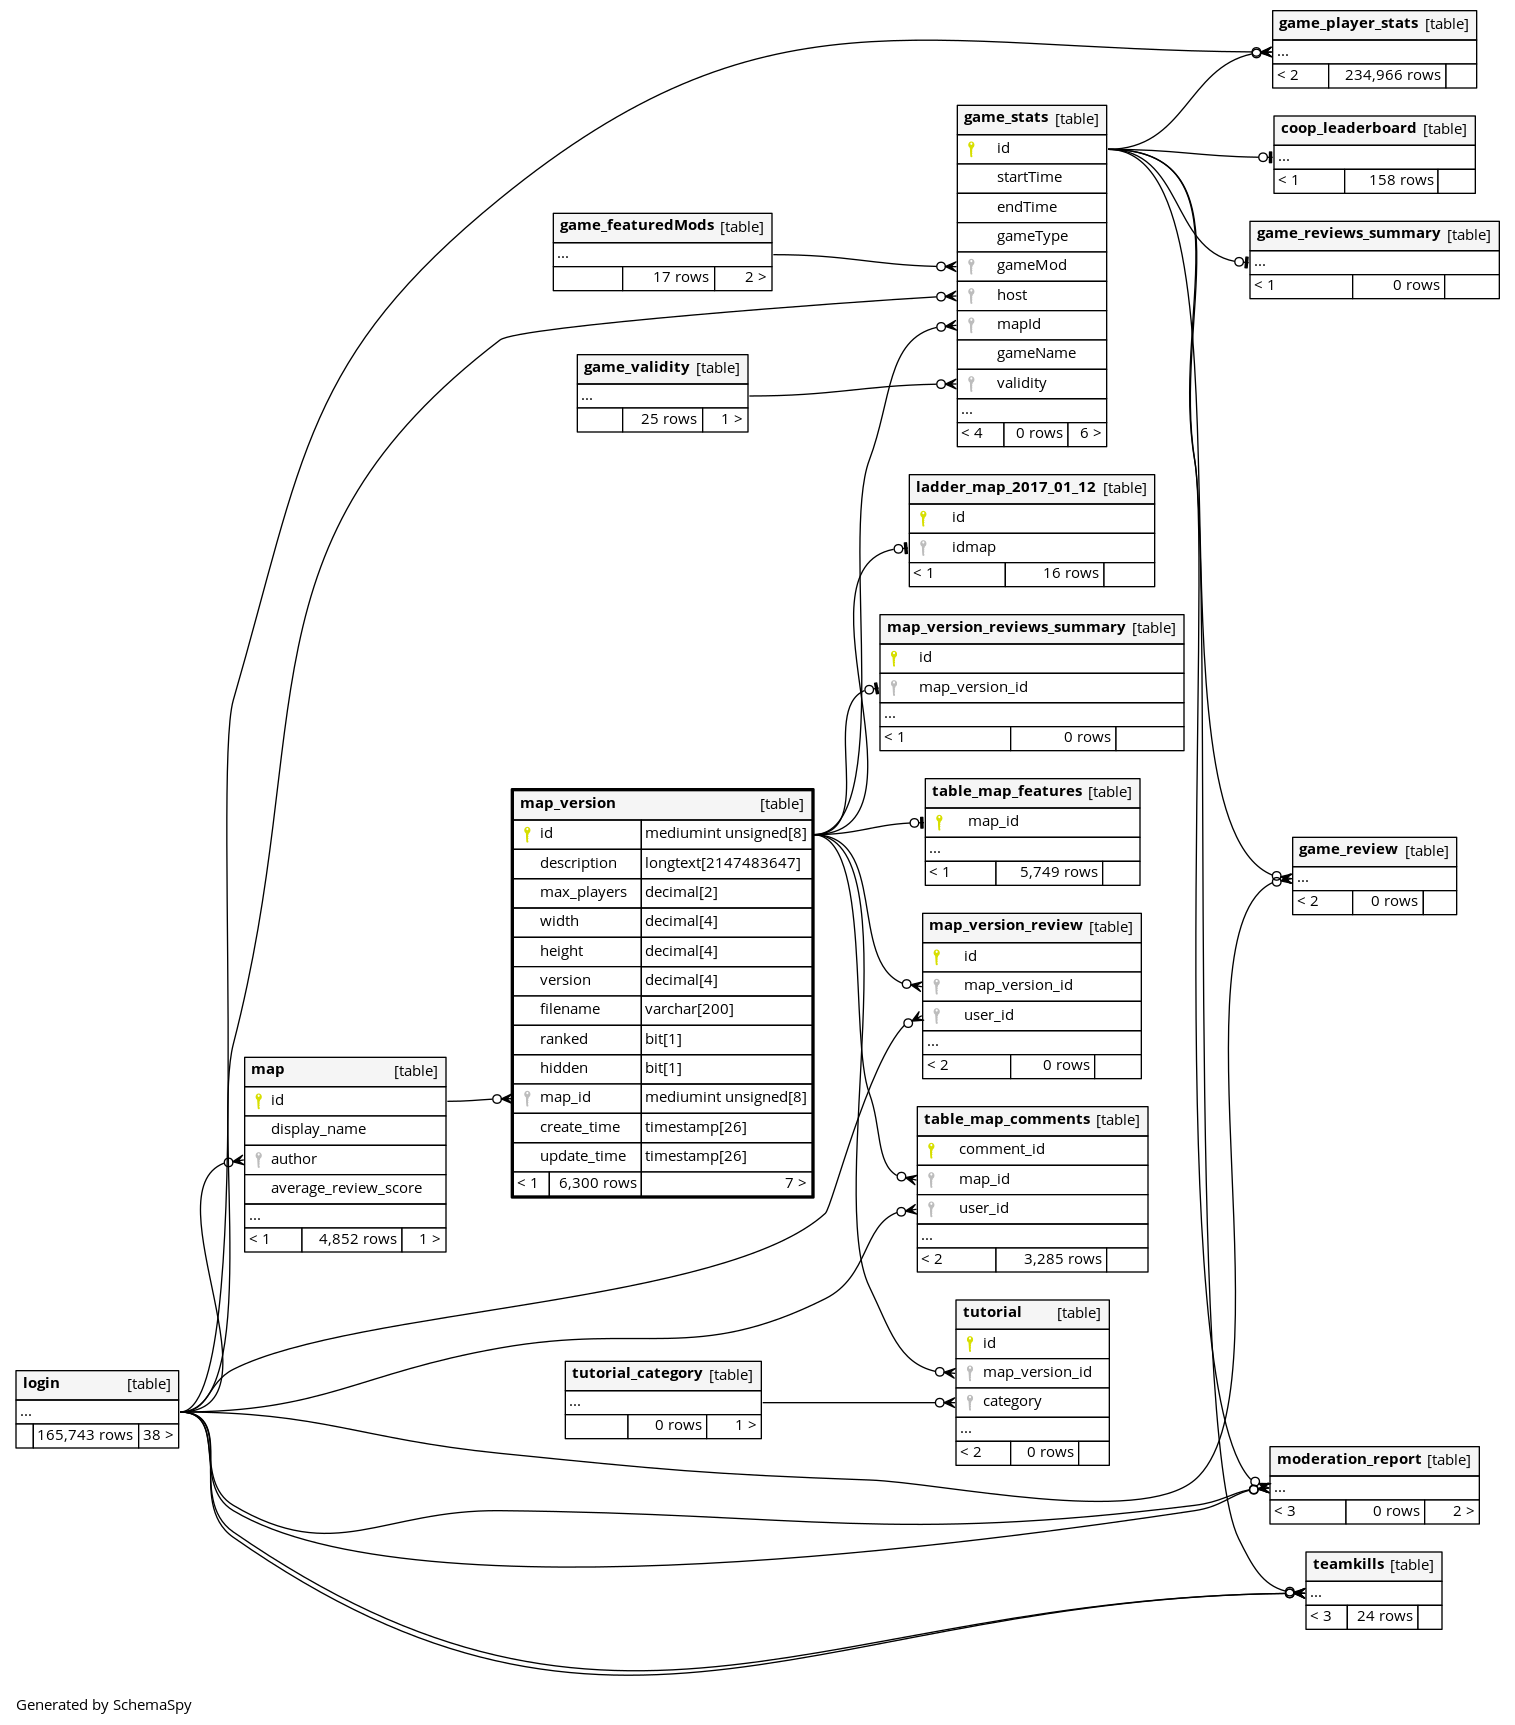 game_player_stats [table]
...
< 2 234,966 rows
game_stats [table]
id
startTime
endTime
gameType
gameMod
host
mapId
gameName
validity
...
< 4 0 rows 6 >
coop_leaderboard [table]
...
< 1 158 rows
game_reviews_summary [table]
...
< 1 0 rows
game_featuredMods [table]
...
17 rows 2 >
game_validity [table]
...
25 rows 1 >
ladder_map_2017_01_12 [table]
id
idmap
< 1 16 rows
map_version_reviews_summary [table]
id
map_version_id
...
< 1 0 rows
map_version [table]
id mediumint unsigned[8]
description longtext[2147483647]
max_players decimal[2]
width decimal[4]
height decimal[4]
version decimal[4]
filename varchar[200]
ranked bit[1]
hidden bit[1]
map_id mediumint unsigned[8]
create_time timestamp[26]
update_time timestamp[26]
< 1 6,300 rows 7 >
table_map_features [table]
map_id
...
< 1 5,749 rows
game_review [table]
...
< 2 0 rows
map_version_review [table]
id
map_version_id
user_id
...
< 2 0 rows
map [table]
id
display_name
author
average_review_score
...
< 1 4,852 rows 1 >
table_map_comments [table]
comment_id
map_id
user_id
...
< 2 3,285 rows
tutorial [table]
id
map_version_id
category
...
< 2 0 rows
tutorial_category [table]
...
0 rows 1 >
login [table]
...
165,743 rows 38 >
moderation_report [table]
...
< 3 0 rows 2 >
teamkills [table]
...
< 3 24 rows
Generated by SchemaSpy